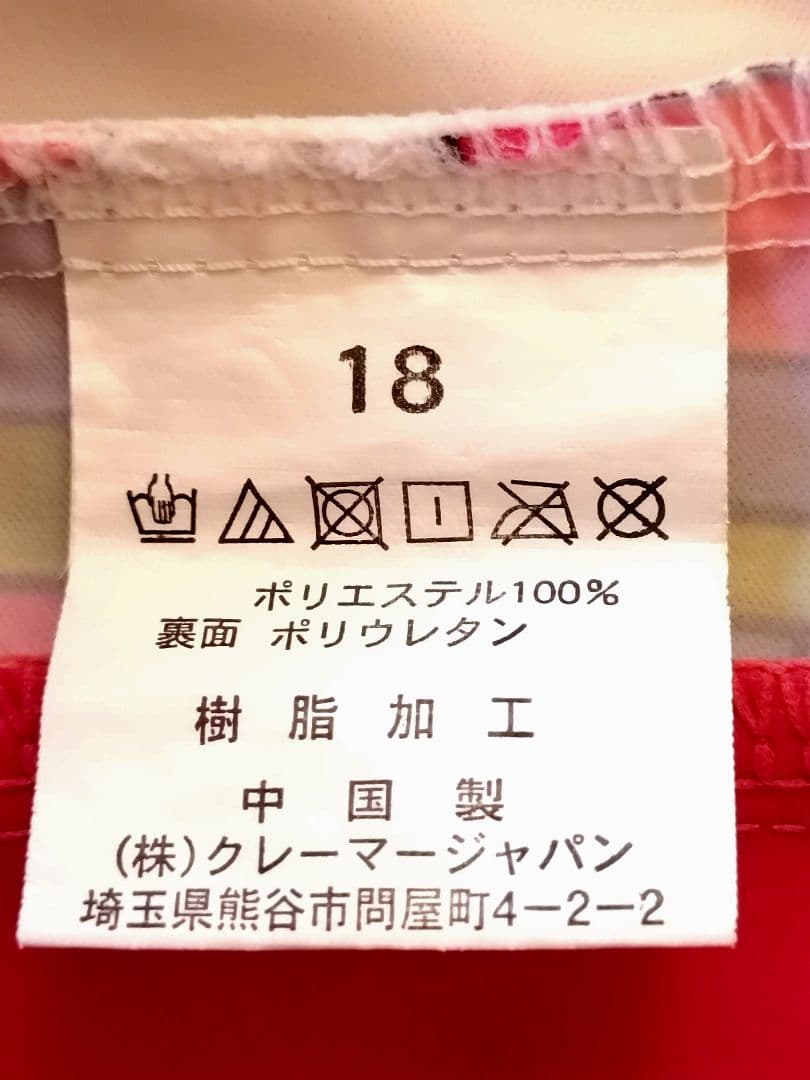 18
ポリエステル100%
裏面 ポリウレタン
樹脂加工
中国製
(株)クレーマージャパン
埼玉県熊谷市問屋町4-2-2